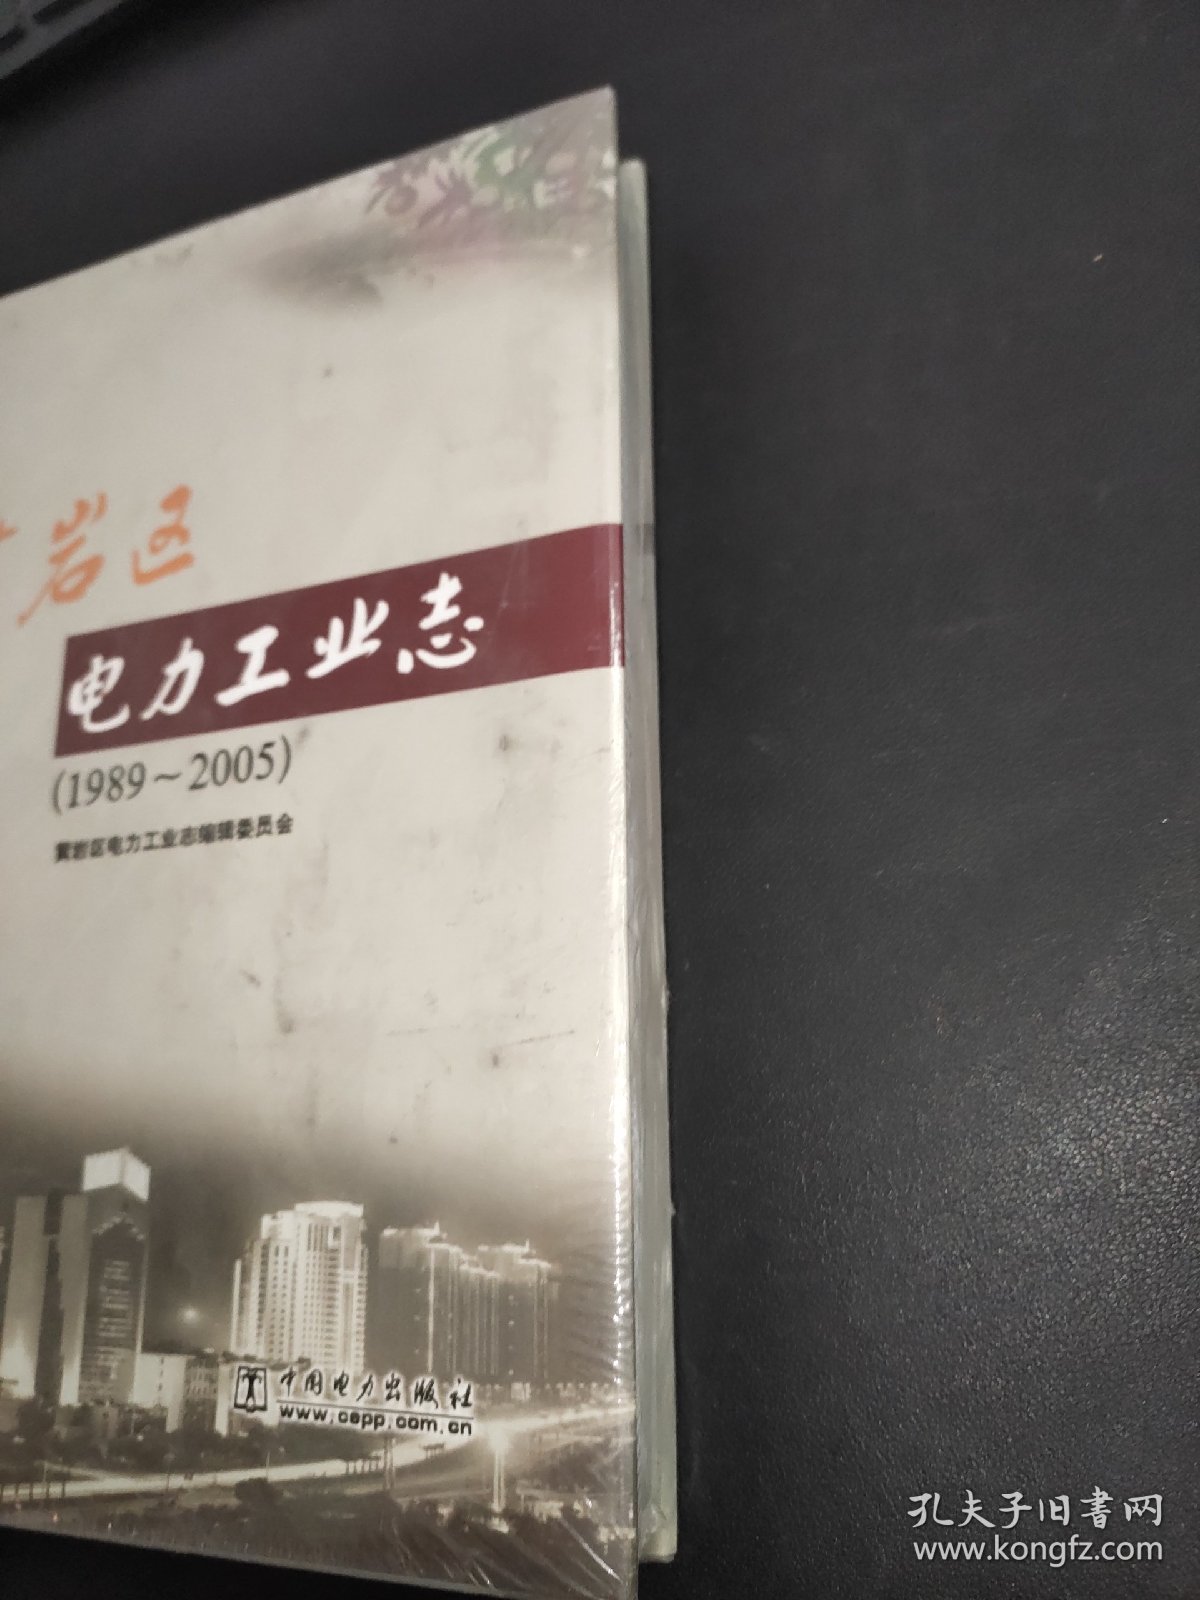 岩区
电力工业志
(1989～2005)
黄岩区电力工业志编辑委员会
中国电力出版社
www.cepp.com.cn
孔夫子旧書网
www.kongfz.com